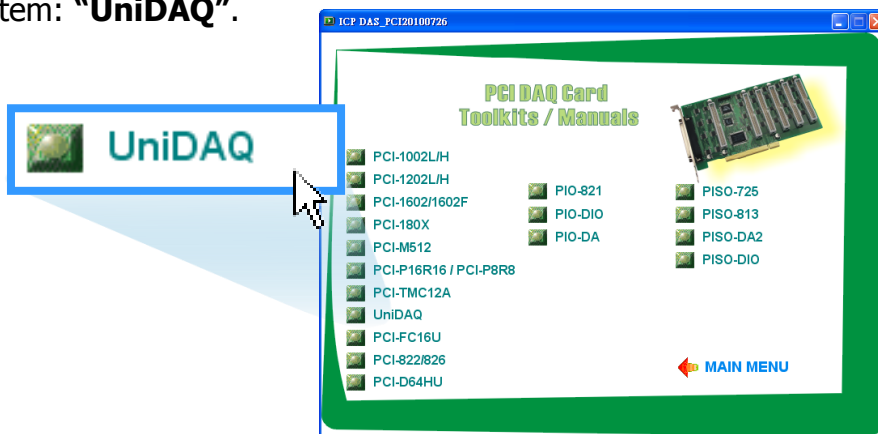 tem: “UniDAQ”.
ICP DAS_PCI20100726
PCI DAQ Card
Toolkits / Manuals
UniDAQ
PCI-1002L/H
PCI-1202L/H
PCI-1602/1602F
PCI-180X
PCI-M512
PCI-P16R16 / PCI-P8R8
PCI-TMC12A
UniDAQ
PCI-FC16U
PCI-822/826
PCI-D64HU
PIO-821
PIO-DIO
PIO-DA
PISO-725
PISO-813
PISO-DA2
PISO-DIO
MAIN MENU